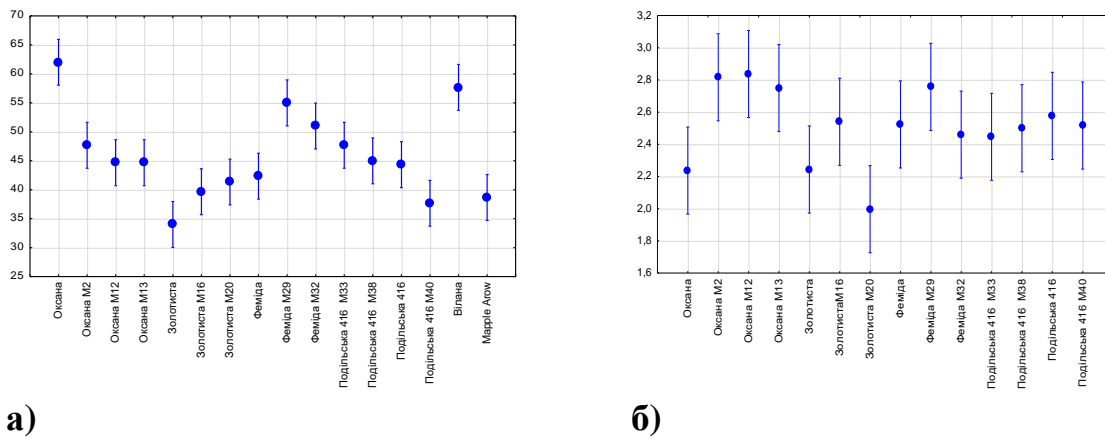 70
65
60
55
50
45
40
35
30
25
Оксана
Оксана М2
Оксана М12
Оксана М13
Золотиста
Золотиста М16
Золотиста М20
Феміда
Феміда М29
Феміда М32
Подільська 416 М33
Подільська 416 М38
Подільська 416
Подільська 416 М40
Вілана
Mapple Arow
а)
3,2
3,0
2,8
2,6
2,4
2,2
2,0
1,8
1,6
Оксана
Оксана М2
Оксана М12
Оксана М13
Золотиста
ЗолотистаМ16
Золотиста М20
Феміда
Феміда М29
Феміда М32
Подільська 416 М33
Подільська 416 М38
Подільська 416
Подільська 416 М40
б)